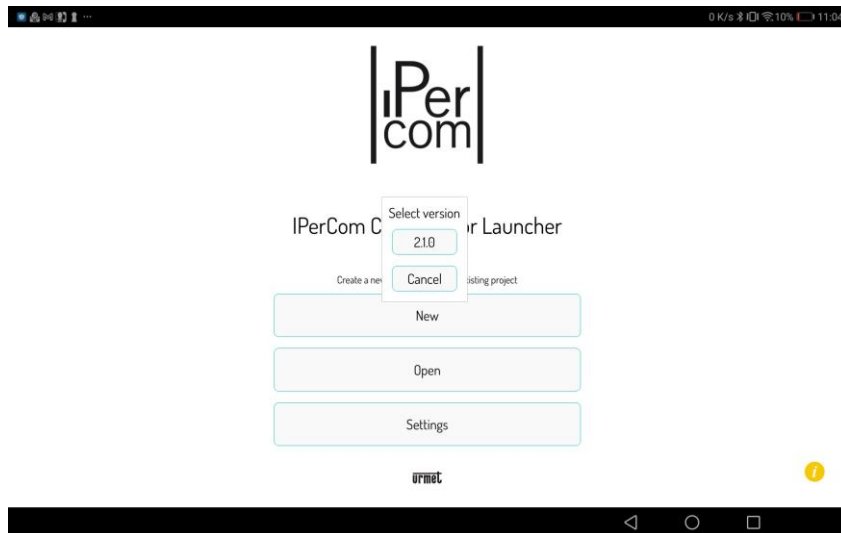 0 K/s 10% 11:04
IPer
com
IPerCom C r Launcher
Select version
2.1.0
Cancel
Create a ne isting project
New
Open
Settings
urmet
i